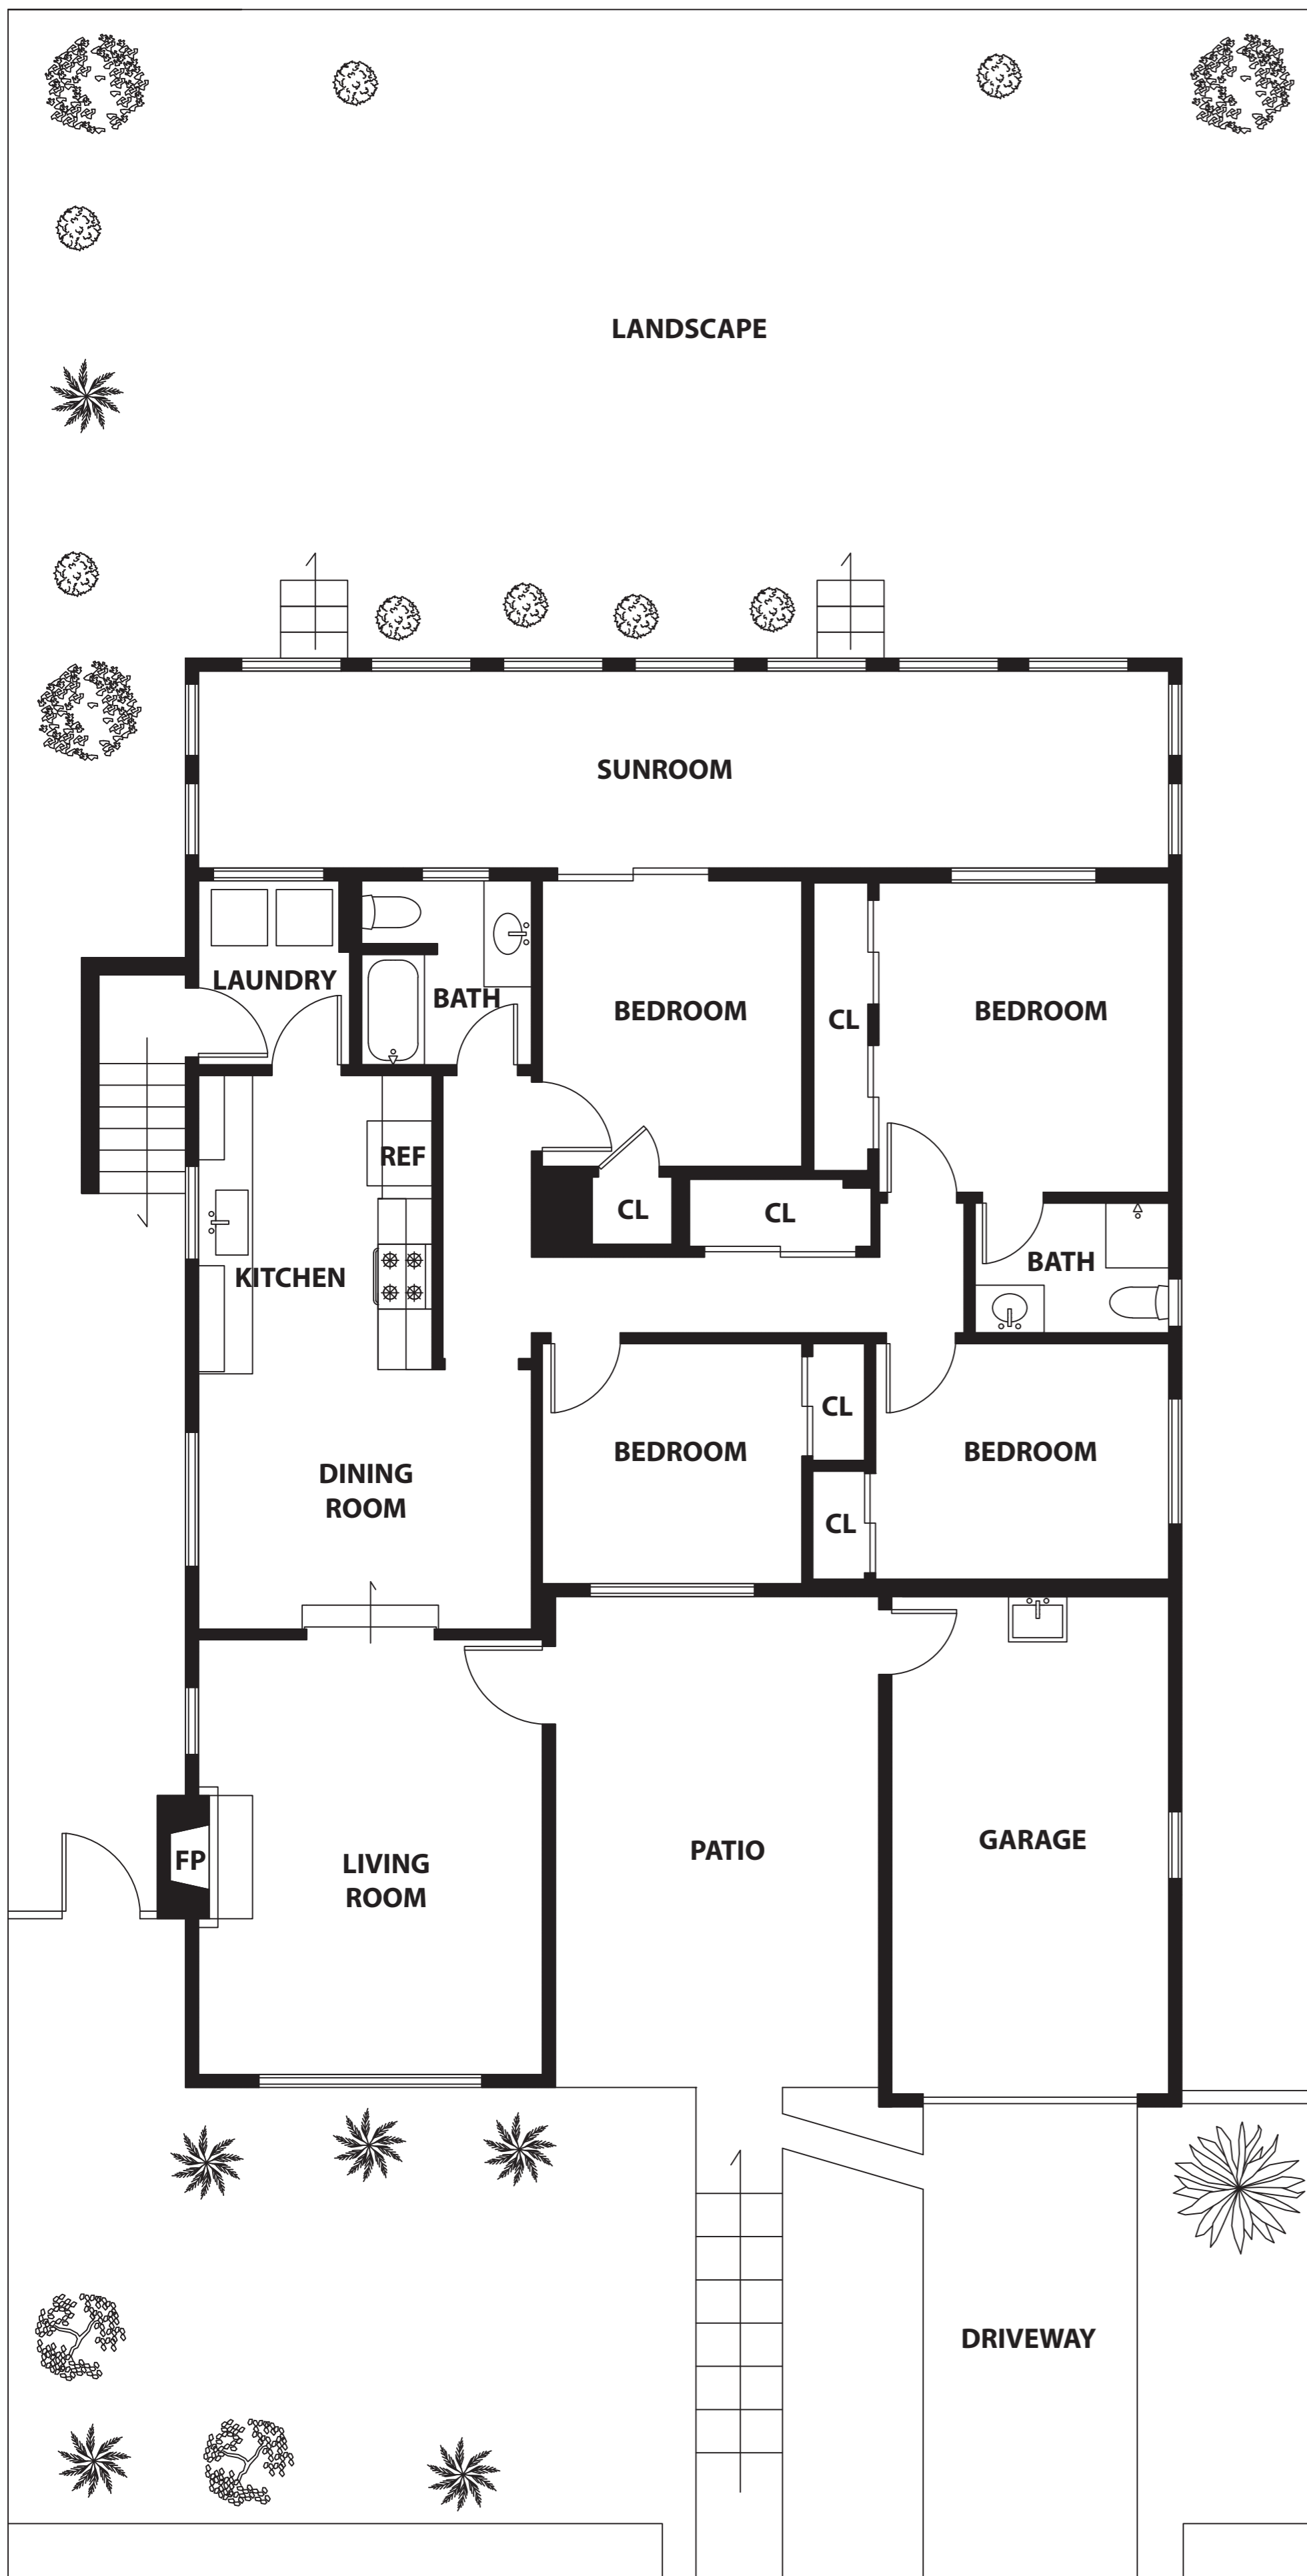 LANDSCAPE
SUNROOM
LAUNDRY
BATH
BEDROOM
CL
BEDROOM
REF
CL
CL
BATH
KITCHEN
CL
BEDROOM
BEDROOM
DINING
ROOM
CL
GARAGE
PATIO
FP
LIVING
ROOM
DRIVEWAY